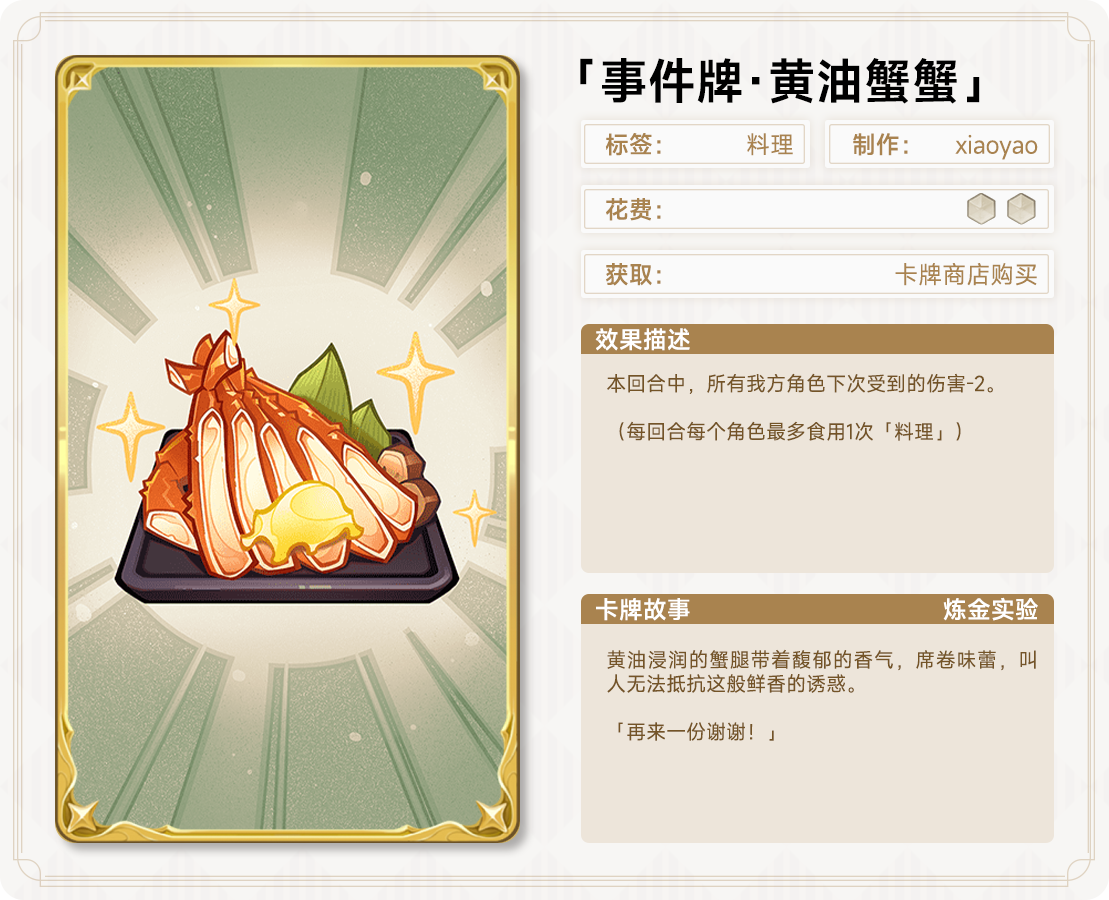 「事件牌·黄油蟹蟹」
标签： 料理
制作： xiaoyao
花费：
获取： 卡牌商店购买
效果描述
本回合中，所有我方角色下次受到的伤害-2。
（每回合每个角色最多食用1次「料理」）
卡牌故事 炼金实验
黄油浸润的蟹腿带着馥郁的香气，席卷味蕾，叫
人无法抵抗这般鲜香的诱惑。
「再来一份谢谢！」